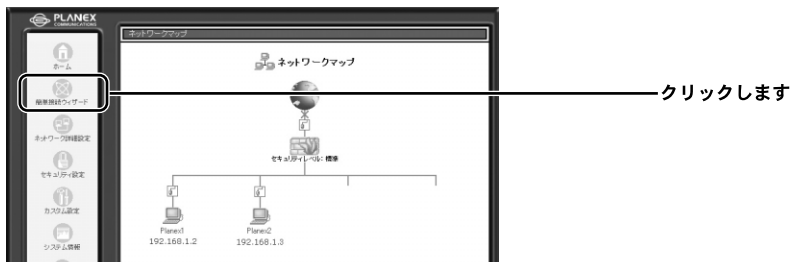 PLANEX
COMMUNICATIONS
ネットワークマップ
ホーム
ネットワークマップ
簡単接続ウィザード
クリックします
ネットワーク詳細設定
セキュリティレベル: 標準
セキュリティ設定
カスタム設定
Planex1
Planex2
192.168.1.2
192.168.1.3
システム情報